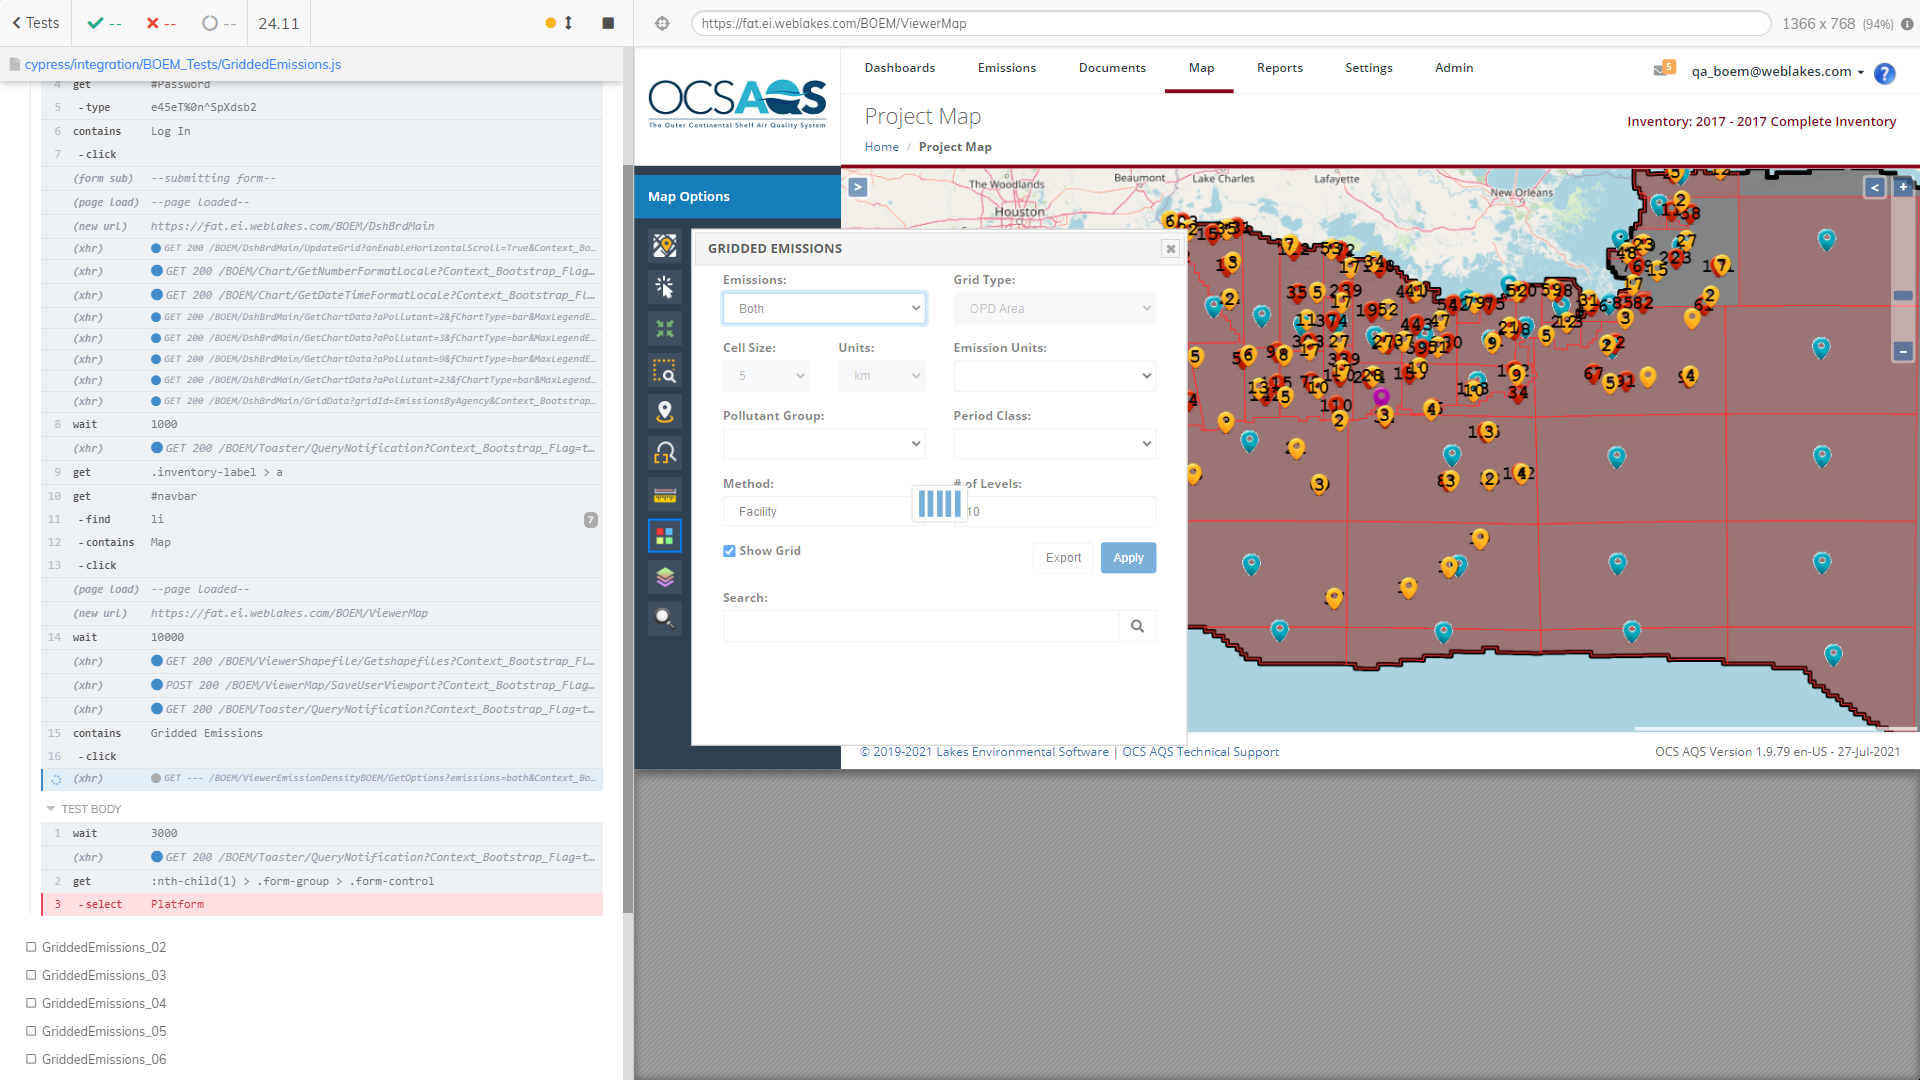 Tests
--
--
--
24.11
https://fat.ei.weblakes.com/BOEM/ViewerMap
1366 x 768 (94%)
cypress/integration/BOEM_Tests/GriddedEmissions.js
4 get #Password
5 -type e45eT%0n^SpXdsb2
6 contains Log In
7 -click
(form sub) --submitting form--
(page load) --page loaded--
(new url) https://fat.ei.weblakes.com/BOEM/DshBrdMain
(xhr) GET 200 /BOEM/DshBrdMain/UpdateGrid?anEnableHorizontalScroll=True&Context_Bo...
(xhr) GET 200 /BOEM/Chart/GetNumberFormatLocale?Context_Bootstrap_Flag...
(xhr) GET 200 /BOEM/Chart/GetDateTimeFormatLocale?Context_Bootstrap_Fl...
(xhr) GET 200 /BOEM/DshBrdMain/GetChartData?aPollutant=2&fChartType=bar&MaxLegendE...
(xhr) GET 200 /BOEM/DshBrdMain/GetChartData?aPollutant=3&fChartType=bar&MaxLegendE...
(xhr) GET 200 /BOEM/DshBrdMain/GetChartData?aPollutant=9&fChartType=bar&MaxLegendE...
(xhr) GET 200 /BOEM/DshBrdMain/GetChartData?aPollutant=23&fChartType=bar&MaxLegend...
(xhr) GET 200 /BOEM/DshBrdMain/GridData?gridId=EmissionsByAgency&Context_Bootstrap...
8 wait 1000
(xhr) GET 200 /BOEM/Toaster/QueryNotification?Context_Bootstrap_Flag=t...
9 get .inventory-label > a
10 get #navbar
11 -find li 7
12 -contains Map
13 -click
(page load) --page loaded--
(new url) https://fat.ei.weblakes.com/BOEM/ViewerMap
14 wait 10000
(xhr) GET 200 /BOEM/ViewerShapefile/Getshapefiles?Context_Bootstrap_Fl...
(xhr) POST 200 /BOEM/ViewerMap/SaveUserViewport?Context_Bootstrap_Flag...
(xhr) GET 200 /BOEM/Toaster/QueryNotification?Context_Bootstrap_Flag=t...
15 contains Gridded Emissions
16 -click
(xhr) GET --- /BOEM/ViewerEmissionDensityBOEM/GetOptions?emissions=both&Context_Bo...
TEST BODY
1 wait 3000
(xhr) GET 200 /BOEM/Toaster/QueryNotification?Context_Bootstrap_Flag=t...
2 get :nth-child(1) > .form-group > .form-control
3 -select Platform
GriddedEmissions_02
GriddedEmissions_03
GriddedEmissions_04
GriddedEmissions_05
GriddedEmissions_06
OCSAQS
The Outer Continental Shelf Air Quality System
Dashboards Emissions Documents Map Reports Settings Admin
5
qa_boem@weblakes.com
?
Project Map
Home / Project Map
Inventory: 2017 - 2017 Complete Inventory
Map Options
>
<
+
−
The Woodlands
Beaumont
Lake Charles
Lafayette
New Orleans
Houston
GRIDDED EMISSIONS
Emissions: Grid Type:
Both OPD Area
Cell Size: Units: Emission Units:
5 km
Pollutant Group: Period Class:
Method: # of Levels:
Facility 10
Show Grid Export Apply
Search:
© 2019-2021 Lakes Environmental Software | OCS AQS Technical Support
OCS AQS Version 1.9.79 en-US - 27-Jul-2021